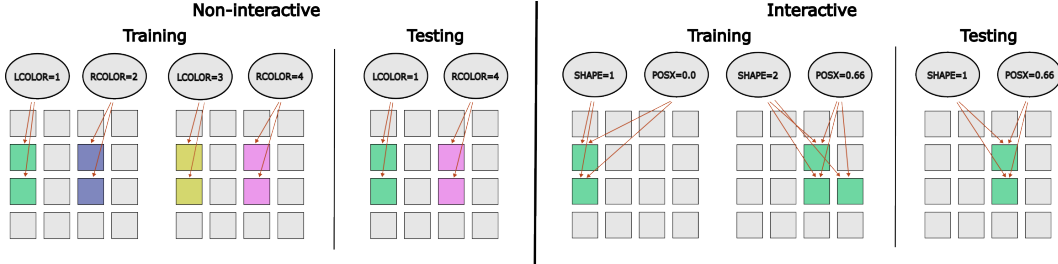 Non-interactive
Training
Testing
LCOLOR=1
RCOLOR=2
LCOLOR=3
RCOLOR=4
LCOLOR=1
RCOLOR=4
Interactive
Training
Testing
SHAPE=1
POSX=0.0
SHAPE=2
POSX=0.66
SHAPE=1
POSX=0.66